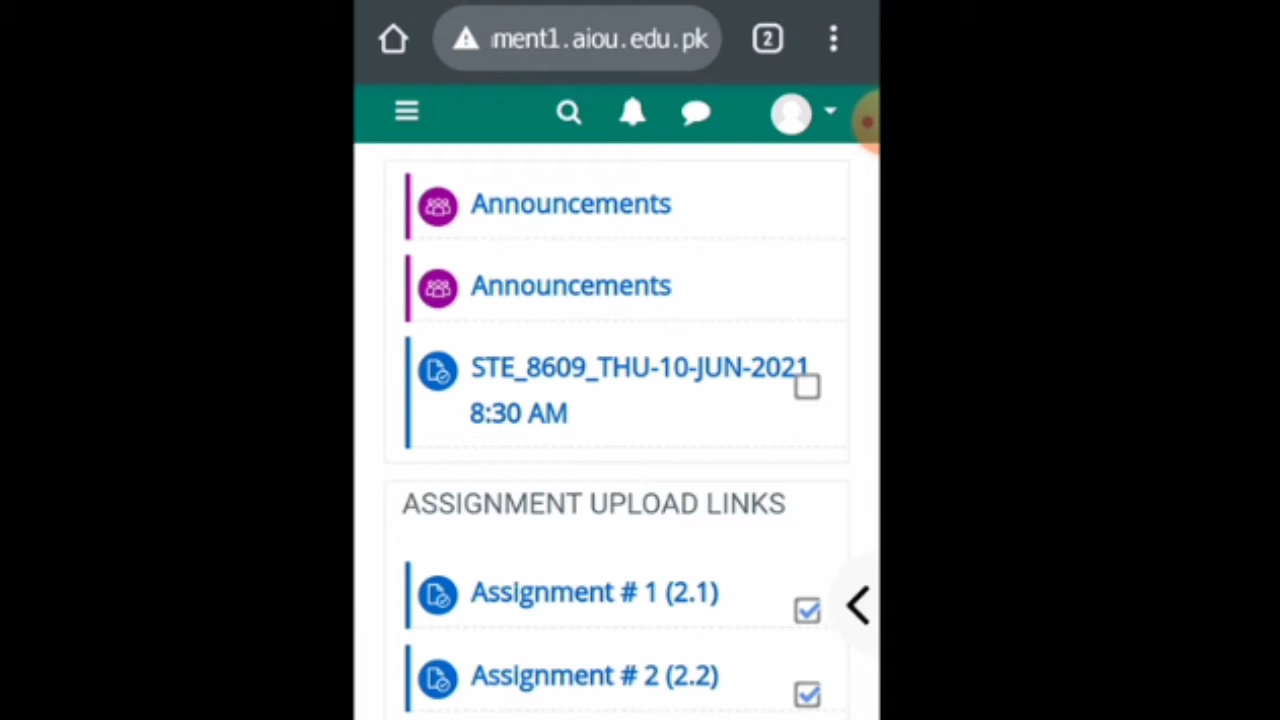 ment1.aiou.edu.pk
2
Announcements
Announcements
STE_8609_THU-10-JUN-2021
8:30 AM
ASSIGNMENT UPLOAD LINKS
Assignment # 1 (2.1)
Assignment # 2 (2.2)